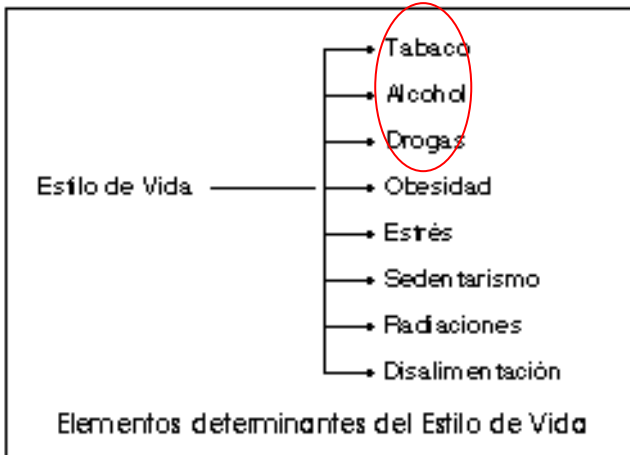 Tabaco
Alcohol
Drogas
Estilo de Vida
Obesidad
Estrés
Sedentarismo
Radiaciones
Disalimentación
Elementos determinantes del Estilo de Vida